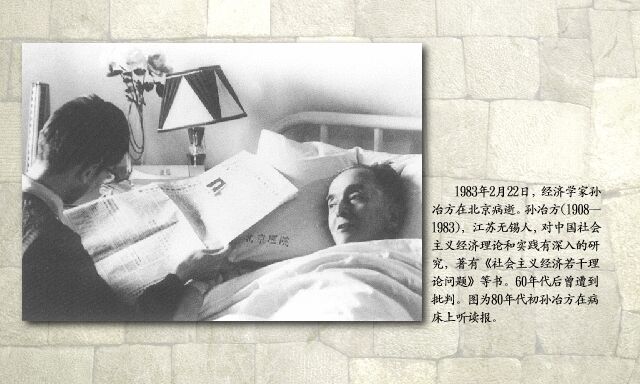 北京医院
1983年2月22日，经济学家孙
冶方在北京病逝。孙冶方(1908—
1983)，江苏无锡人，对中国社会
主义经济理论和实践有深入的研
究，著有《社会主义经济若干理
论问题》等书。60年代后曾遭到
批判。图为80年代初孙冶方在病
床上听读报。